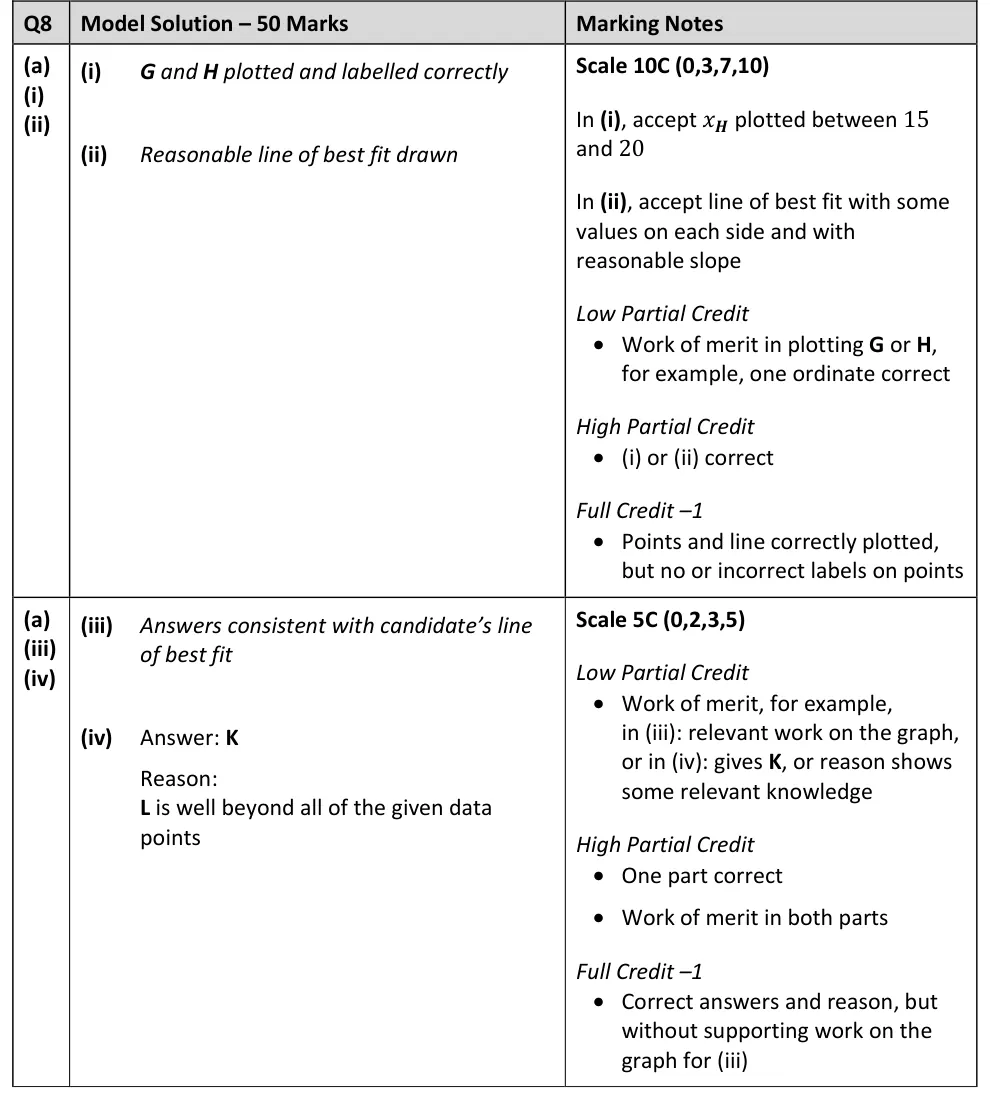 Q8 Model Solution – 50 Marks Marking Notes
(a)
(i)
(ii)
(i) G and H plotted and labelled correctly
(ii) Reasonable line of best fit drawn
Scale 10C (0,3,7,10)
In (i), accept x_H plotted between 15
and 20
In (ii), accept line of best fit with some
values on each side and with
reasonable slope
Low Partial Credit
• Work of merit in plotting G or H,
for example, one ordinate correct
High Partial Credit
• (i) or (ii) correct
Full Credit –1
• Points and line correctly plotted,
but no or incorrect labels on points
(a)
(iii)
(iv)
(iii) Answers consistent with candidate’s line
of best fit
(iv) Answer: K
Reason:
L is well beyond all of the given data
points
Scale 5C (0,2,3,5)
Low Partial Credit
• Work of merit, for example,
in (iii): relevant work on the graph,
or in (iv): gives K, or reason shows
some relevant knowledge
High Partial Credit
• One part correct
• Work of merit in both parts
Full Credit –1
• Correct answers and reason, but
without supporting work on the
graph for (iii)